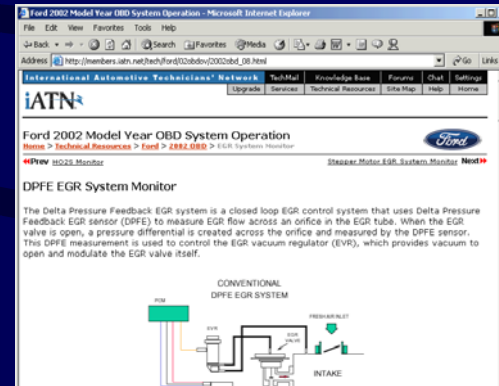 Ford 2002 Model Year OBD System Operation - Microsoft Internet Explorer
File Edit View Favorites Tools Help
Back Search Favorites Media
Address http://members.iatn.net/tech/ford/02obdov/2002obd_08.html Go Links
International Automotive Technicians' Network TechMail Knowledge Base Forums Chat Settings
Upgrade Services Technical Resources Site Map Help Home
iATN
Ford 2002 Model Year OBD System Operation
Ford
Home > Technical Resources > Ford > 2002 OBD > EGR System Monitor
Prev HO2S Monitor Stepper Motor EGR System Monitor Next
DPFE EGR System Monitor
The Delta Pressure Feedback EGR system is a closed loop EGR control system that uses Delta Pressure
Feedback EGR sensor (DPFE) to measure EGR flow across an orifice in the EGR tube. When the EGR
valve is open, a pressure differential is created across the orifice and measured by the DPFE sensor.
This DPFE measurement is used to control the EGR vacuum regulator (EVR), which provides vacuum to
open and modulate the EGR valve itself.
CONVENTIONAL
DPFE EGR SYSTEM
PCM
FRESH AIR INLET
EVR
EGR
VALVE
INTAKE